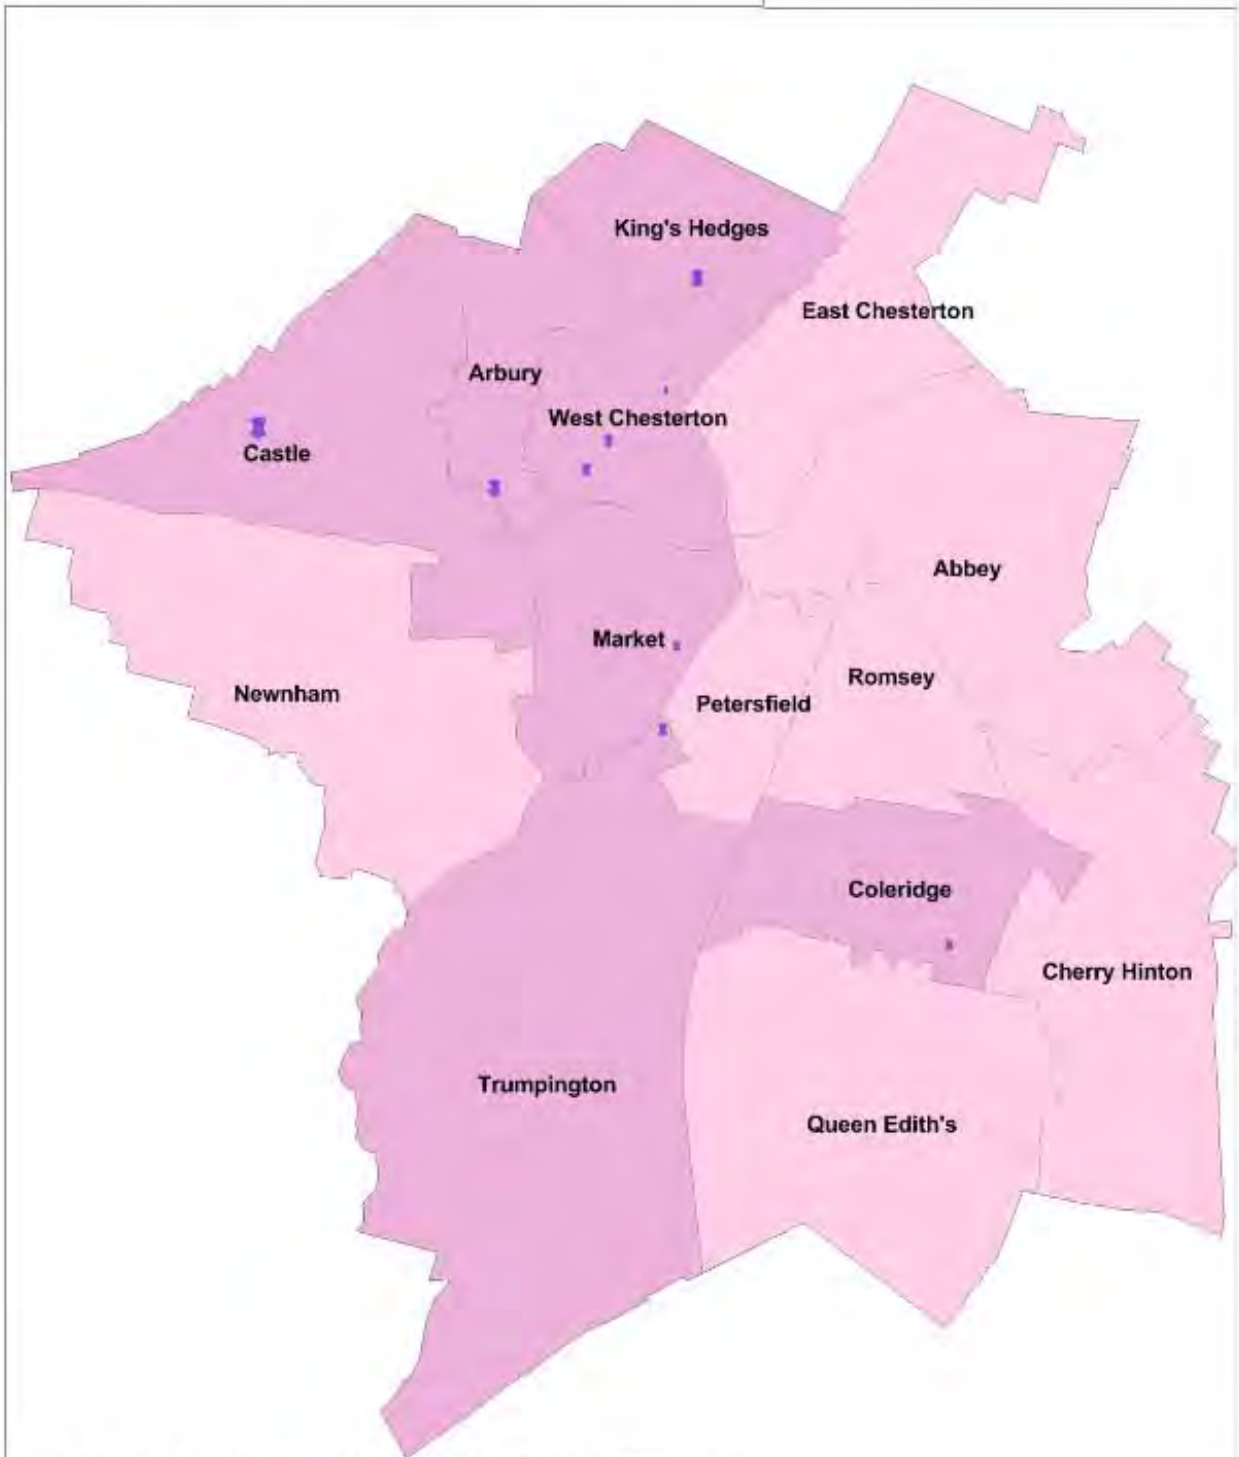 King's Hedges
East Chesterton
Arbury
West Chesterton
Castle
Abbey
Market
Romsey
Newnham
Petersfield
Coleridge
Cherry Hinton
Trumpington
Queen Edith's